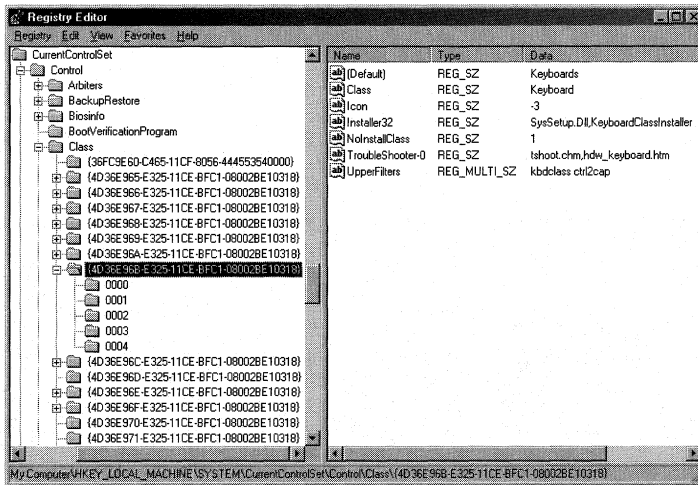 Registry Editor
Registry Edit View Favorites Help
CurrentControlSet
Control
Arbiters
BackupRestore
Biosinfo
BootVerificationProgram
Class
{36FC9E60-C465-11CF-8056-444553540000}
{4D36E965-E325-11CE-BFC1-08002BE10318}
{4D36E966-E325-11CE-BFC1-08002BE10318}
{4D36E967-E325-11CE-BFC1-08002BE10318}
{4D36E968-E325-11CE-BFC1-08002BE10318}
{4D36E969-E325-11CE-BFC1-08002BE10318}
{4D36E96A-E325-11CE-BFC1-08002BE10318}
{4D36E96B-E325-11CE-BFC1-08002BE10318}
0000
0001
0002
0003
0004
{4D36E96C-E325-11CE-BFC1-08002BE10318}
{4D36E96D-E325-11CE-BFC1-08002BE10318}
{4D36E96E-E325-11CE-BFC1-08002BE10318}
{4D36E96F-E325-11CE-BFC1-08002BE10318}
{4D36E970-E325-11CE-BFC1-08002BE10318}
{4D36E971-E325-11CE-BFC1-08002BE10318}
Name Type Data
(Default) REG_SZ Keyboards
Class REG_SZ Keyboard
Icon REG_SZ -3
Installer32 REG_SZ SysSetup.Dll,KeyboardClassInstaller
NoInstallClass REG_SZ 1
TroubleShooter-0 REG_SZ tshoot.chm,hdw_keyboard.htm
UpperFilters REG_MULTI_SZ kbdclass ctrl2cap
My Computer\HKEY_LOCAL_MACHINE\SYSTEM\CurrentControlSet\Control\Class\{4D36E96B-E325-11CE-BFC1-08002BE10318}